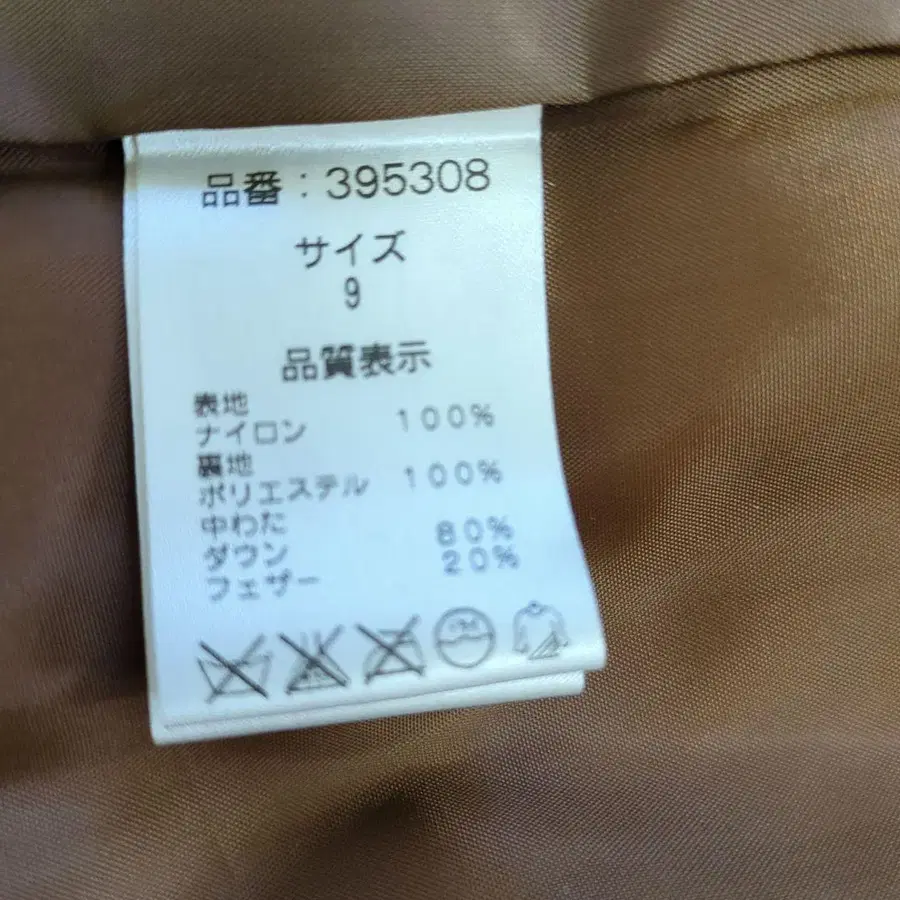 品番：395308
サイズ
9
品質表示
表地
ナイロン 100%
裏地
ポリエステル 100%
中わた
ダウン 80%
フェザー 20%